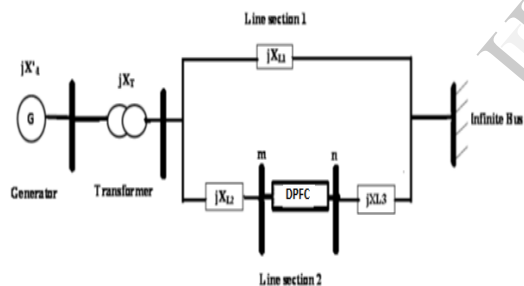 Line section 1
jX'd
jXT
jXL1
G
Infinite Bus
m
n
Generator
Transformer
jXL2
DPFC
jXL3
Line section 2